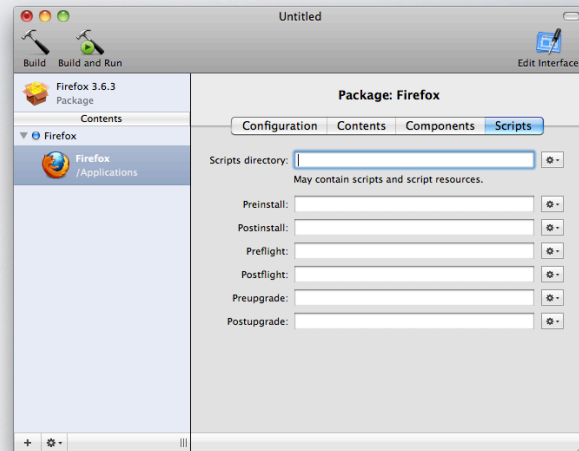 Untitled
Build Build and Run Edit Interface
Firefox 3.6.3
Package
Contents
Firefox
Firefox
/Applications
Package: Firefox
Configuration Contents Components Scripts
Scripts directory:
May contain scripts and script resources.
Preinstall:
Postinstall:
Preflight:
Postflight:
Preupgrade:
Postupgrade: